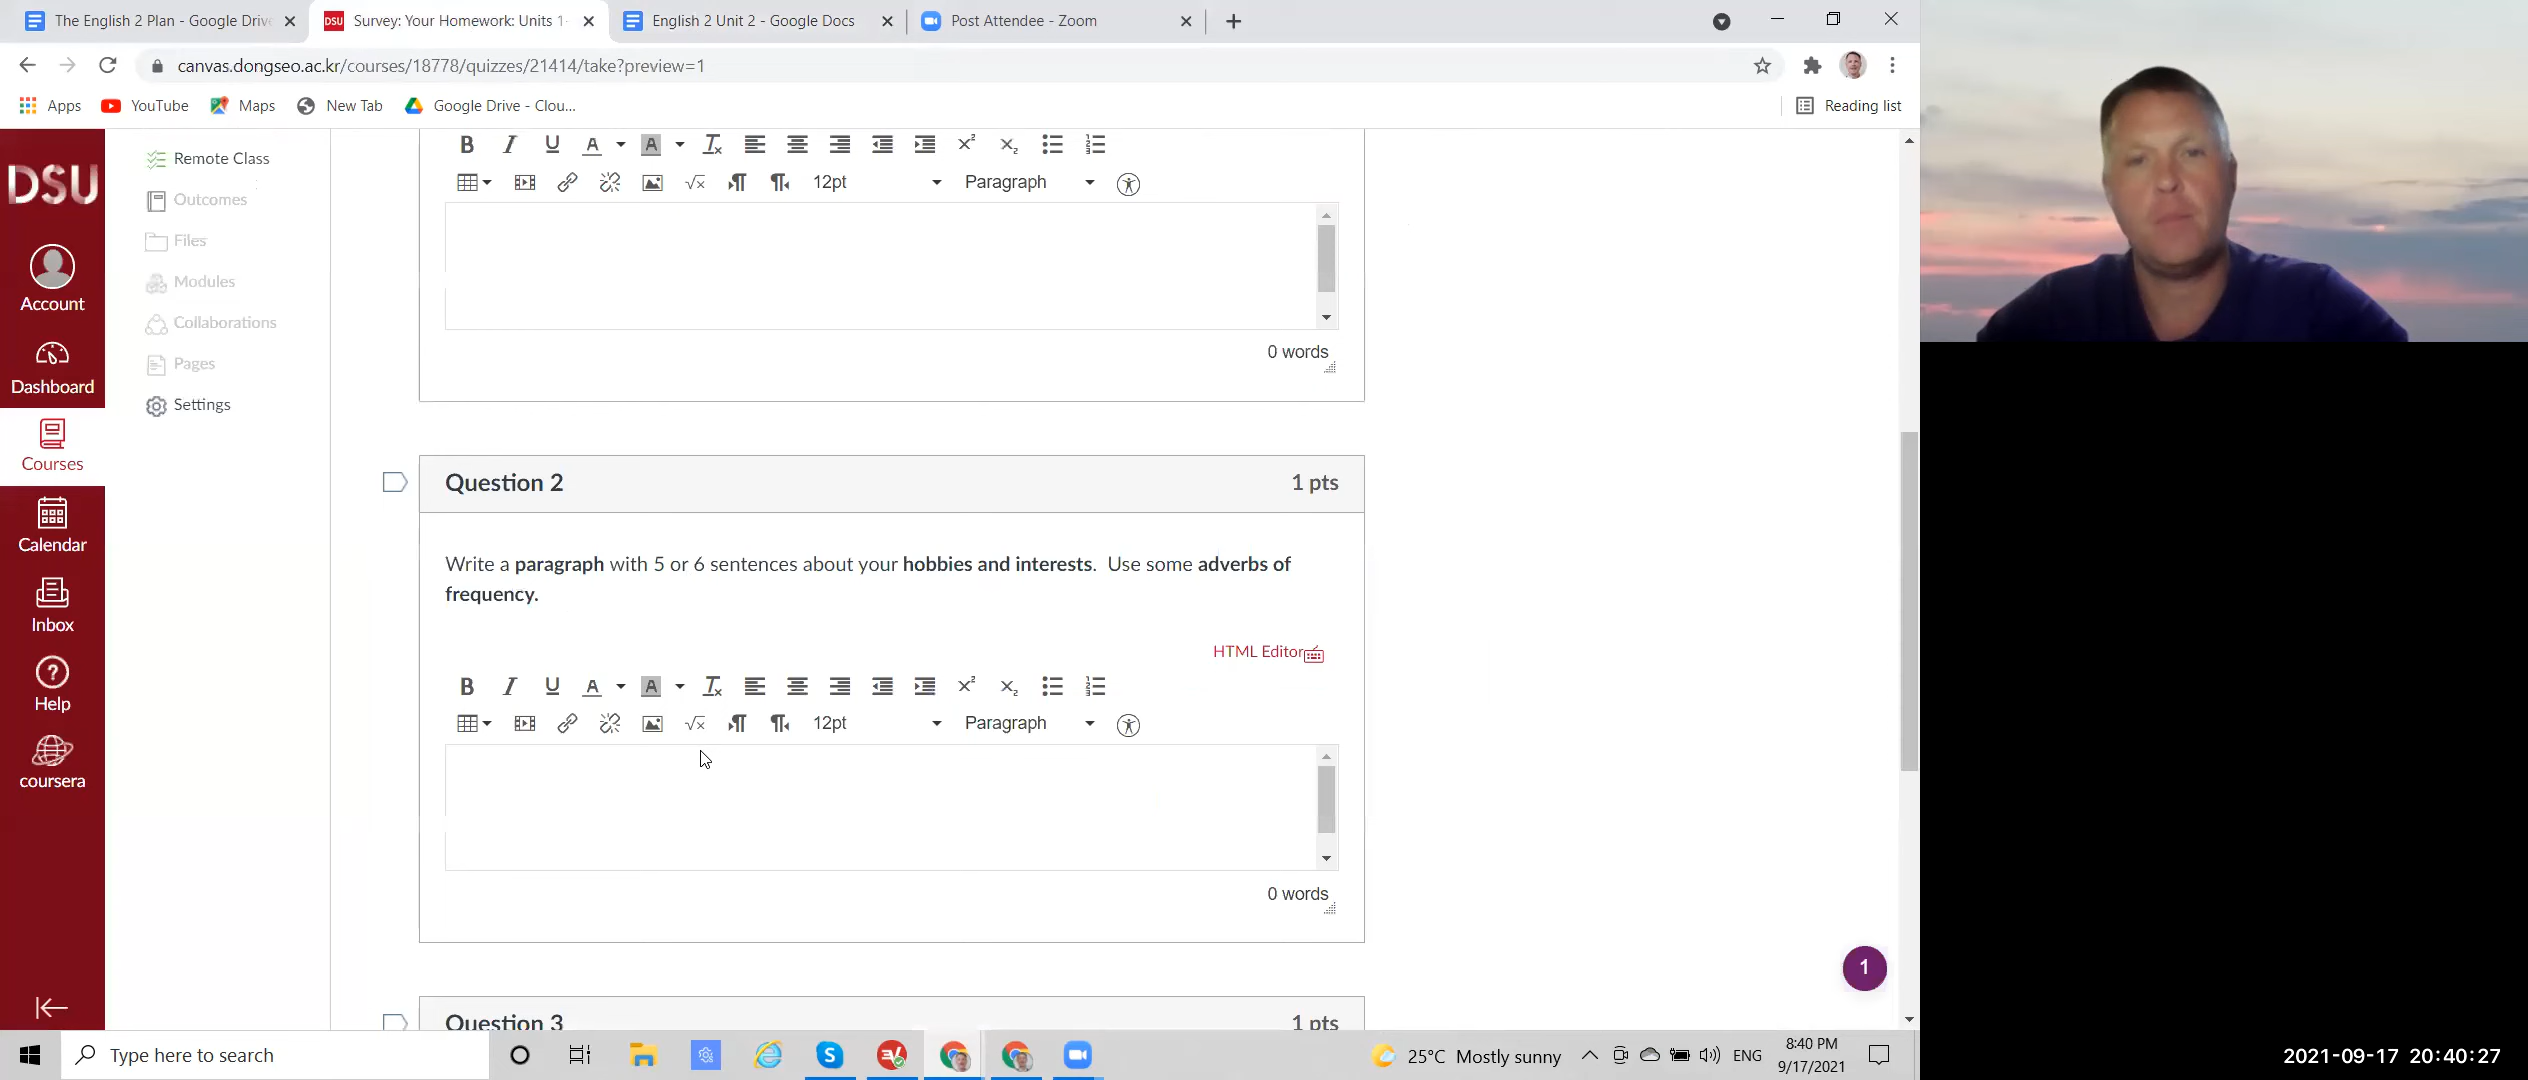 The English 2 Plan - Google Drive
Survey: Your Homework: Units 1-
English 2 Unit 2 - Google Docs
Post Attendee - Zoom
canvas.dongseo.ac.kr/courses/18778/quizzes/21414/take?preview=1
Apps
YouTube
Maps
New Tab
Google Drive - Clou...
Reading list
DSU
Account
Dashboard
Courses
Calendar
Inbox
Help
coursera
Remote Class
Outcomes
Files
Modules
Collaborations
Pages
Settings
12pt
Paragraph
0 words
Question 2
1 pts
Write a paragraph with 5 or 6 sentences about your hobbies and interests. Use some adverbs of
frequency.
HTML Editor
12pt
Paragraph
0 words
1
Question 3
1 pts
Type here to search
25°C Mostly sunny
ENG
8:40 PM
9/17/2021
2021-09-17 20:40:27